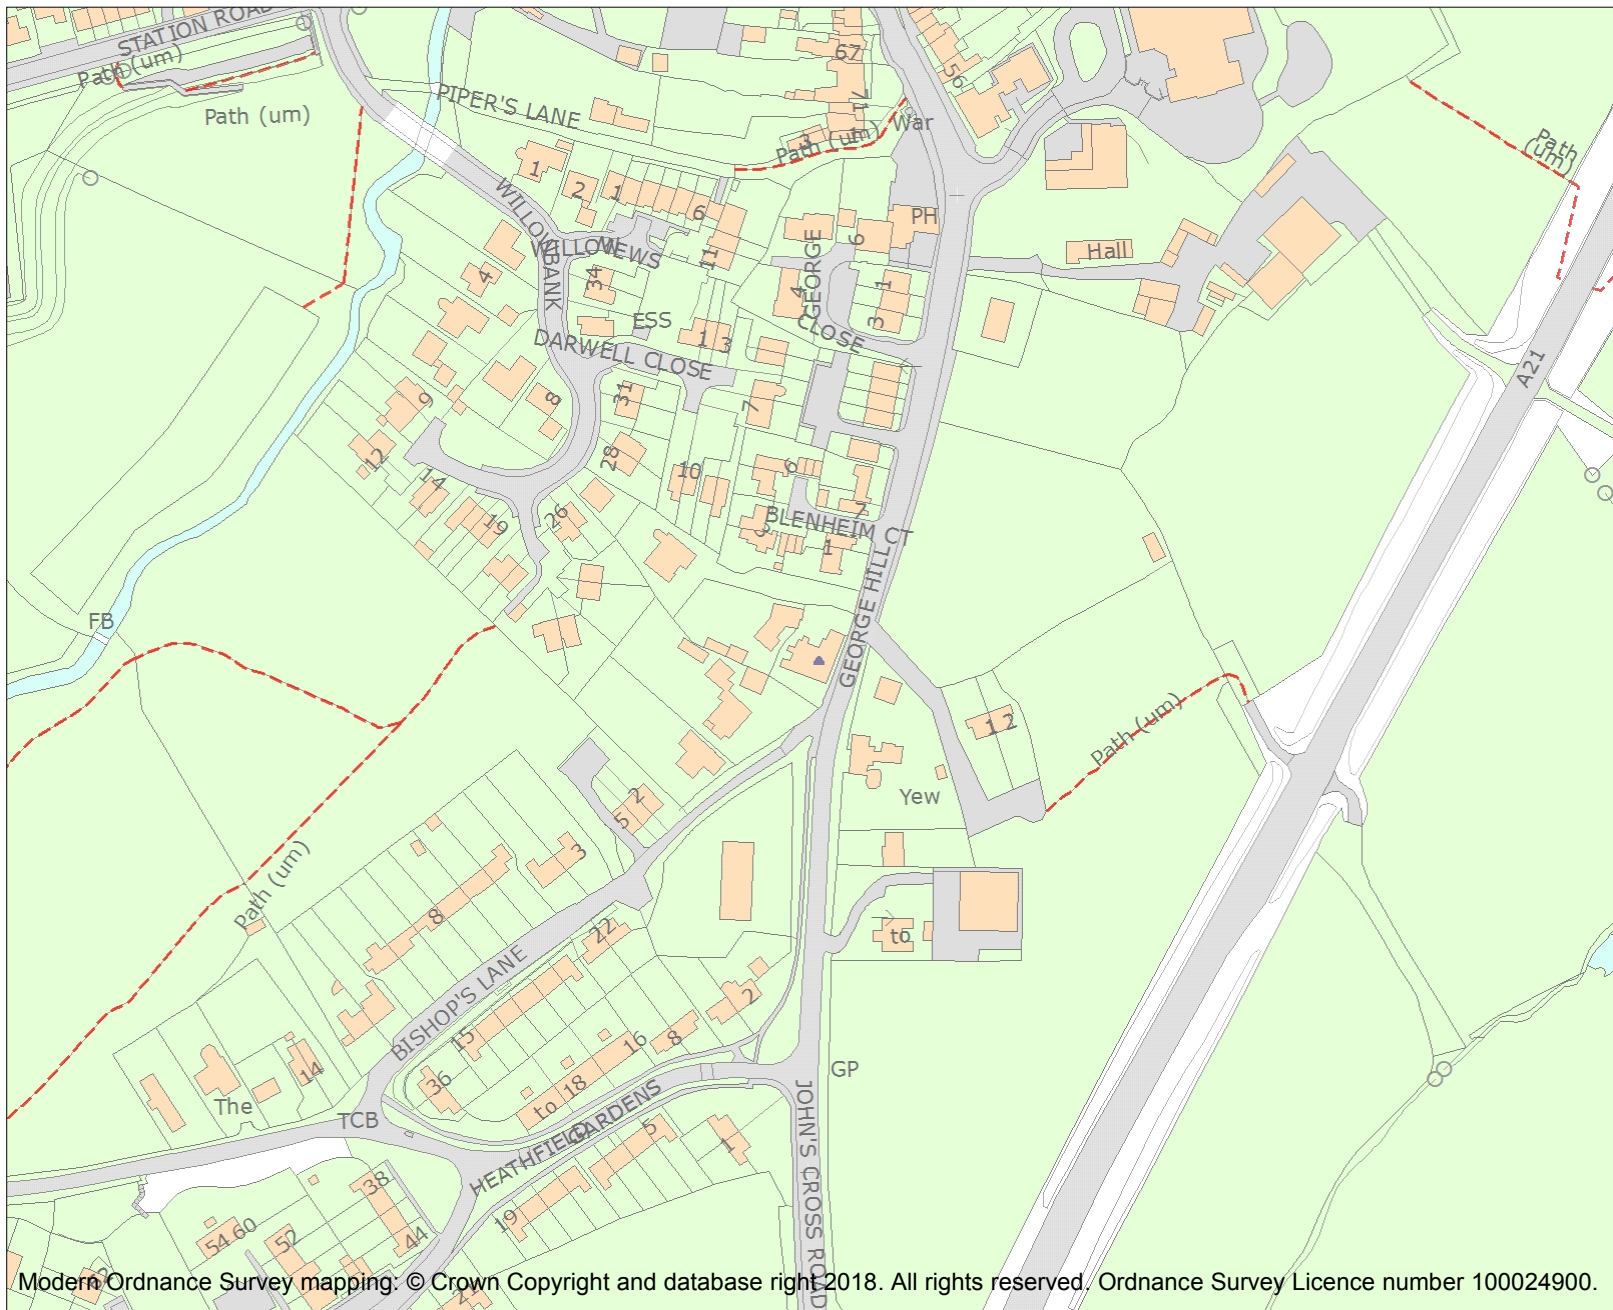 STATION ROAD
Path (um)
Path (um)
PIPER'S LANE
67
71
56
3
1
Path (um)
War
Path
(um)
1
2
1
6
11
WILLOW BANK
WILLOW MEWS
34
4
GEORGE CLOSE
6
4
1
3
PH
Hall
A21
ESS
1 3
DARWELL CLOSE
9
8
31
7
12
14
28
10
6
19
26
BLENHEIM CT
7
1
GEORGE HILL
FB
1 2
Path (um)
Yew
2
5
3
8
Path (um)
22
to
BISHOP'S LANE
15
2
16
8
36
to 18
14
The
TCB
GP
HEATHFIELD GARDENS
5
1
JOHN'S CROSS ROAD
38
19
54 60
52
44
21
Modern Ordnance Survey mapping: © Crown Copyright and database right 2018. All rights reserved. Ordnance Survey Licence number 100024900.